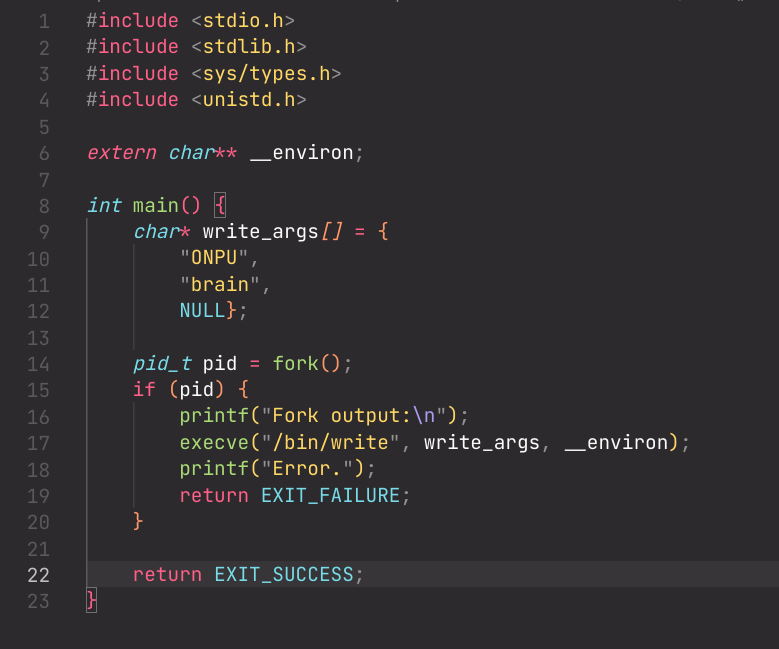 1 #include <stdio.h>
2 #include <stdlib.h>
3 #include <sys/types.h>
4 #include <unistd.h>
5
6 extern char** __environ;
7
8 int main() {
9     char* write_args[] = {
10         "ONPU",
11         "brain",
12         NULL};
13
14     pid_t pid = fork();
15     if (pid) {
16         printf("Fork output:\n");
17         execve("/bin/write", write_args, __environ);
18         printf("Error.");
19         return EXIT_FAILURE;
20     }
21
22     return EXIT_SUCCESS;
23 }